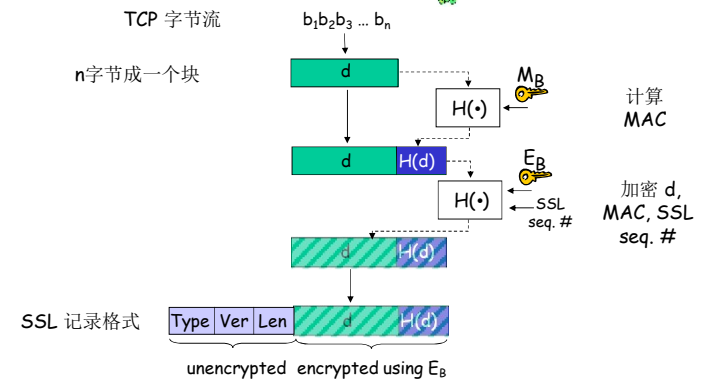 TCP 字节流
b1b2b3 … bn
n字节成一个块
d
MB
H(•)
计算
MAC
d
H(d)
EB
H(•)
SSL
seq. #
加密 d,
MAC, SSL
seq. #
d
H(d)
SSL 记录格式
Type
Ver
Len
d
H(d)
unencrypted
encrypted using EB